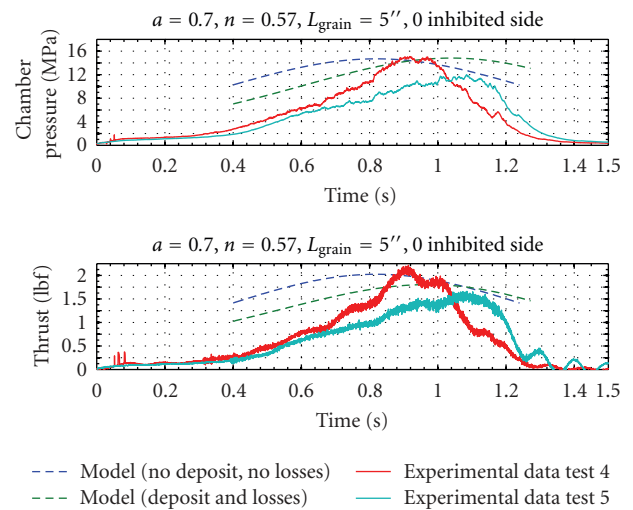 a = 0.7, n = 0.57, L_grain = 5′′, 0 inhibited side
16
12
8
4
0
Chamber
pressure (MPa)
0 0.2 0.4 0.6 0.8 1 1.2 1.4 1.5
Time (s)
a = 0.7, n = 0.57, L_grain = 5′′, 0 inhibited side
2
1.5
1
0.5
0
Thrust (lbf)
0 0.2 0.4 0.6 0.8 1 1.2 1.4 1.5
Time (s)
Model (no deposit, no losses)
Experimental data test 4
Model (deposit and losses)
Experimental data test 5